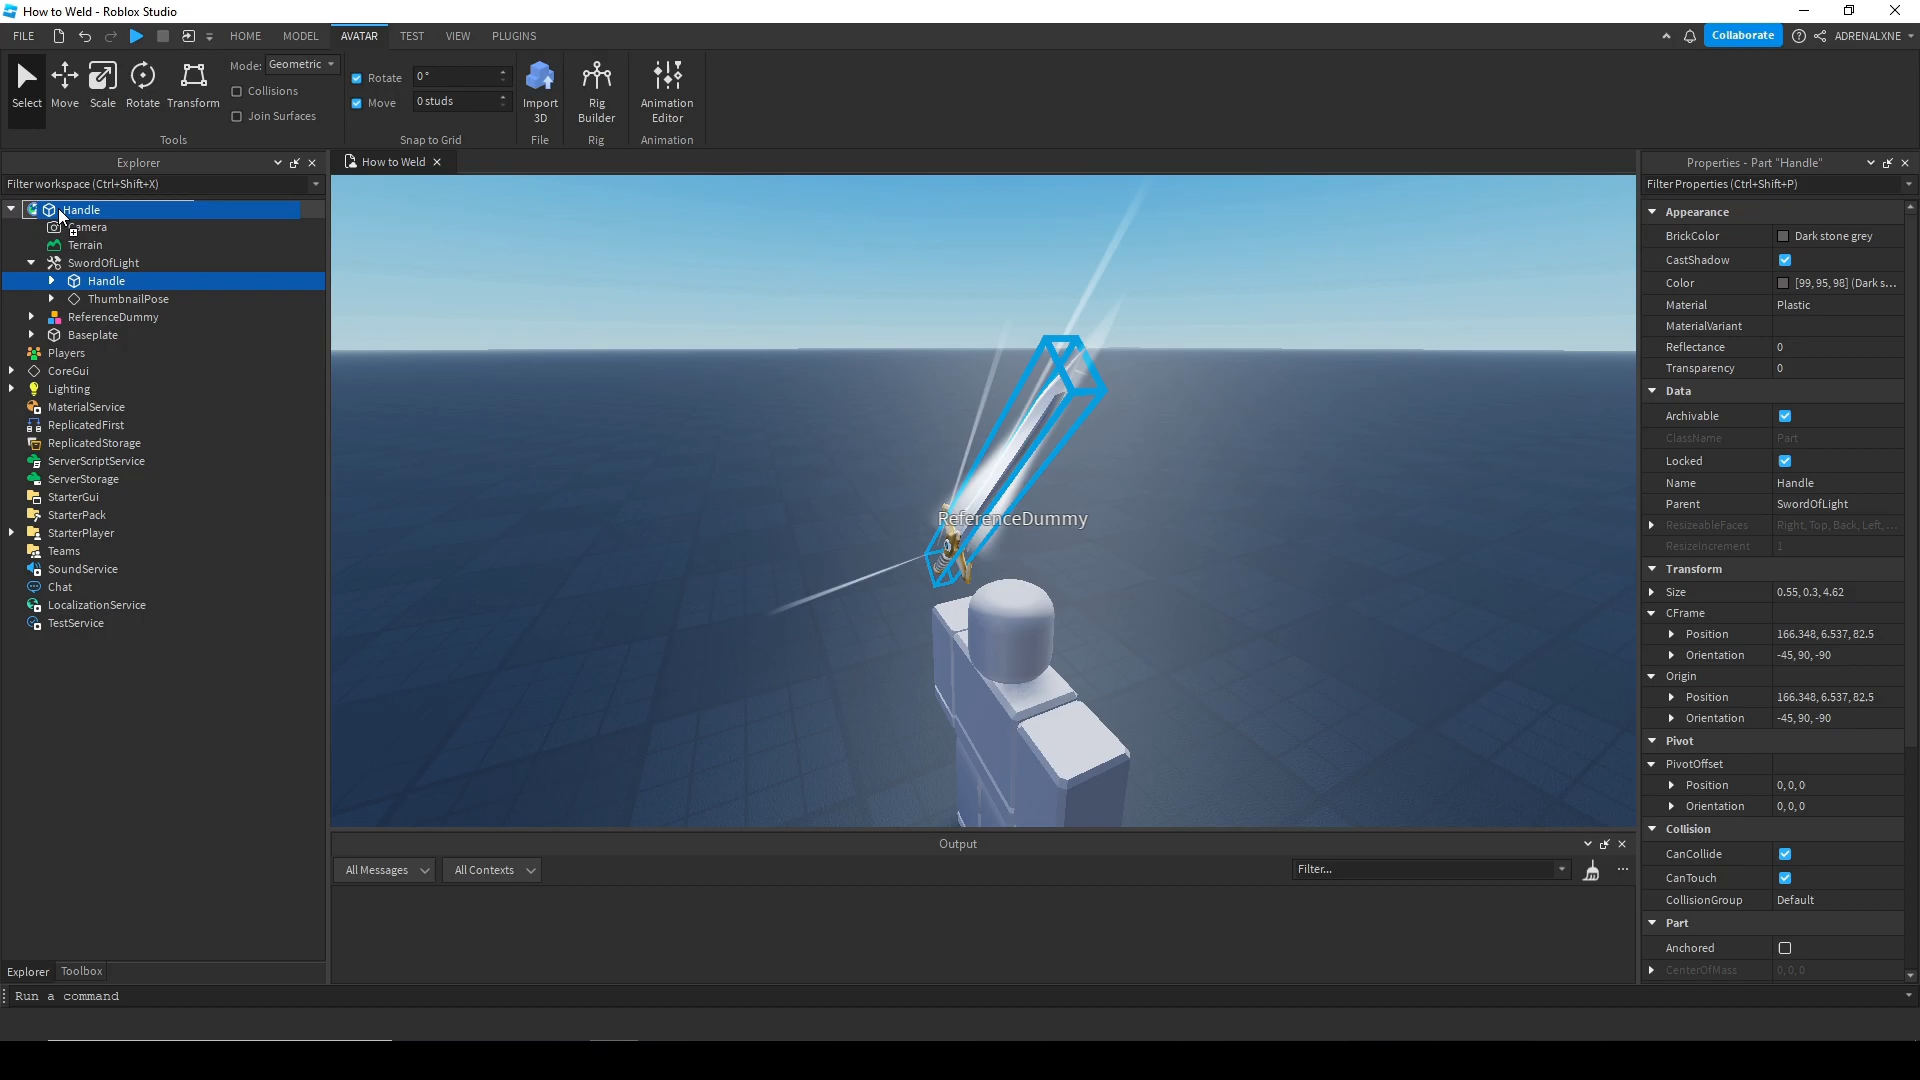 How to Weld - Roblox Studio
FILE HOME MODEL AVATAR TEST VIEW PLUGINS Collaborate ADRENALXNE
Select Move Scale Rotate Transform
Mode: Geometric
Collisions
Join Surfaces
Tools
Rotate 0 °
Move 0 studs
Snap to Grid
Import 3D
File
Rig Builder
Rig
Animation Editor
Animation
Explorer
Filter workspace (Ctrl+Shift+X)
Handle
Camera
Terrain
SwordOfLight
Handle
ThumbnailPose
ReferenceDummy
Baseplate
Players
CoreGui
Lighting
MaterialService
ReplicatedFirst
ReplicatedStorage
ServerScriptService
ServerStorage
StarterGui
StarterPack
StarterPlayer
Teams
SoundService
Chat
LocalizationService
TestService
Explorer Toolbox
How to Weld
ReferenceDummy
Output
All Messages All Contexts Filter...
Run a command
Properties - Part "Handle"
Filter Properties (Ctrl+Shift+P)
Appearance
BrickColor Dark stone grey
CastShadow
Color [99, 95, 98] (Dark s...
Material Plastic
MaterialVariant
Reflectance 0
Transparency 0
Data
Archivable
ClassName Part
Locked
Name Handle
Parent SwordOfLight
ResizeableFaces Right, Top, Back, Left, ...
ResizeIncrement 1
Transform
Size 0.55, 0.3, 4.62
CFrame
Position 166.348, 6.537, 82.5
Orientation -45, 90, -90
Origin
Position 166.348, 6.537, 82.5
Orientation -45, 90, -90
Pivot
PivotOffset
Position 0, 0, 0
Orientation 0, 0, 0
Collision
CanCollide
CanTouch
CollisionGroup Default
Part
Anchored
CenterOfMass 0, 0, 0